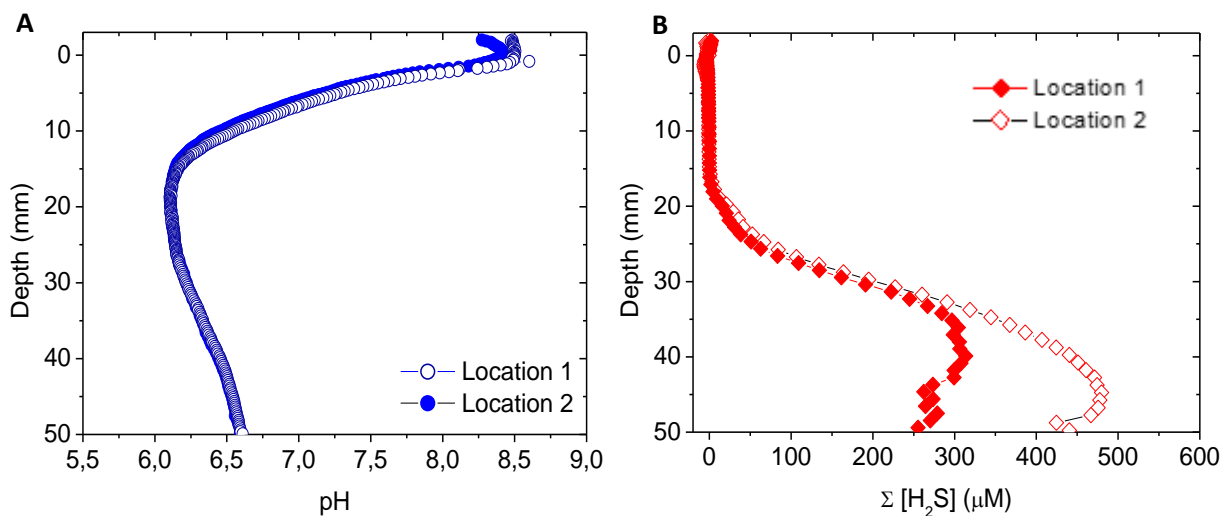 A
Depth (mm)
0
10
20
30
40
50
5,5
6,0
6,5
7,0
7,5
8,0
8,5
9,0
pH
Location 1
Location 2
B
Depth (mm)
0
10
20
30
40
50
0
100
200
300
400
500
600
Σ [H₂S] (μM)
Location 1
Location 2